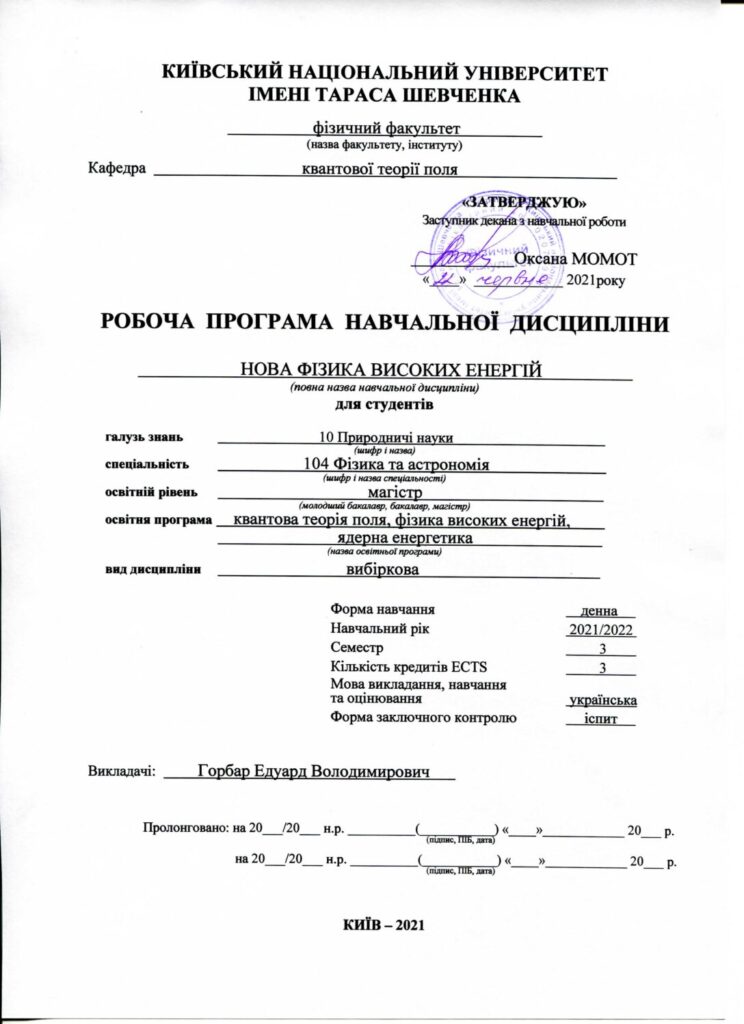 КИЇВСЬКИЙ НАЦІОНАЛЬНИЙ УНІВЕРСИТЕТ
ІМЕНІ ТАРАСА ШЕВЧЕНКА
фізичний факультет
(назва факультету, інституту)
Кафедра квантової теорії поля
«ЗАТВЕРДЖУЮ»
Заступник декана з навчальної роботи
Оксана МОМОТ
«22» червня 2021року
РОБОЧА ПРОГРАМА НАВЧАЛЬНОЇ ДИСЦИПЛІНИ
НОВА ФІЗИКА ВИСОКИХ ЕНЕРГІЙ
(повна назва навчальної дисципліни)
для студентів
галузь знань 10 Природничі науки
(шифр і назва)
спеціальність 104 Фізика та астрономія
(шифр і назва спеціальності)
освітній рівень магістр
(молодший бакалавр, бакалавр, магістр)
освітня програма квантова теорія поля, фізика високих енергій,
ядерна енергетика
(назва освітньої програми)
вид дисципліни вибіркова
Форма навчання денна
Навчальний рік 2021/2022
Семестр 3
Кількість кредитів ECTS 3
Мова викладання, навчання
та оцінювання українська
Форма заключного контролю іспит
Викладачі: Горбар Едуард Володимирович
Пролонговано: на 20___/20___ н.р. __________(___________) «____»____________ 20___ р.
(підпис, ПІБ, дата)
на 20___/20___ н.р. __________(___________) «____»____________ 20___ р.
(підпис, ПІБ, дата)
КИЇВ – 2021